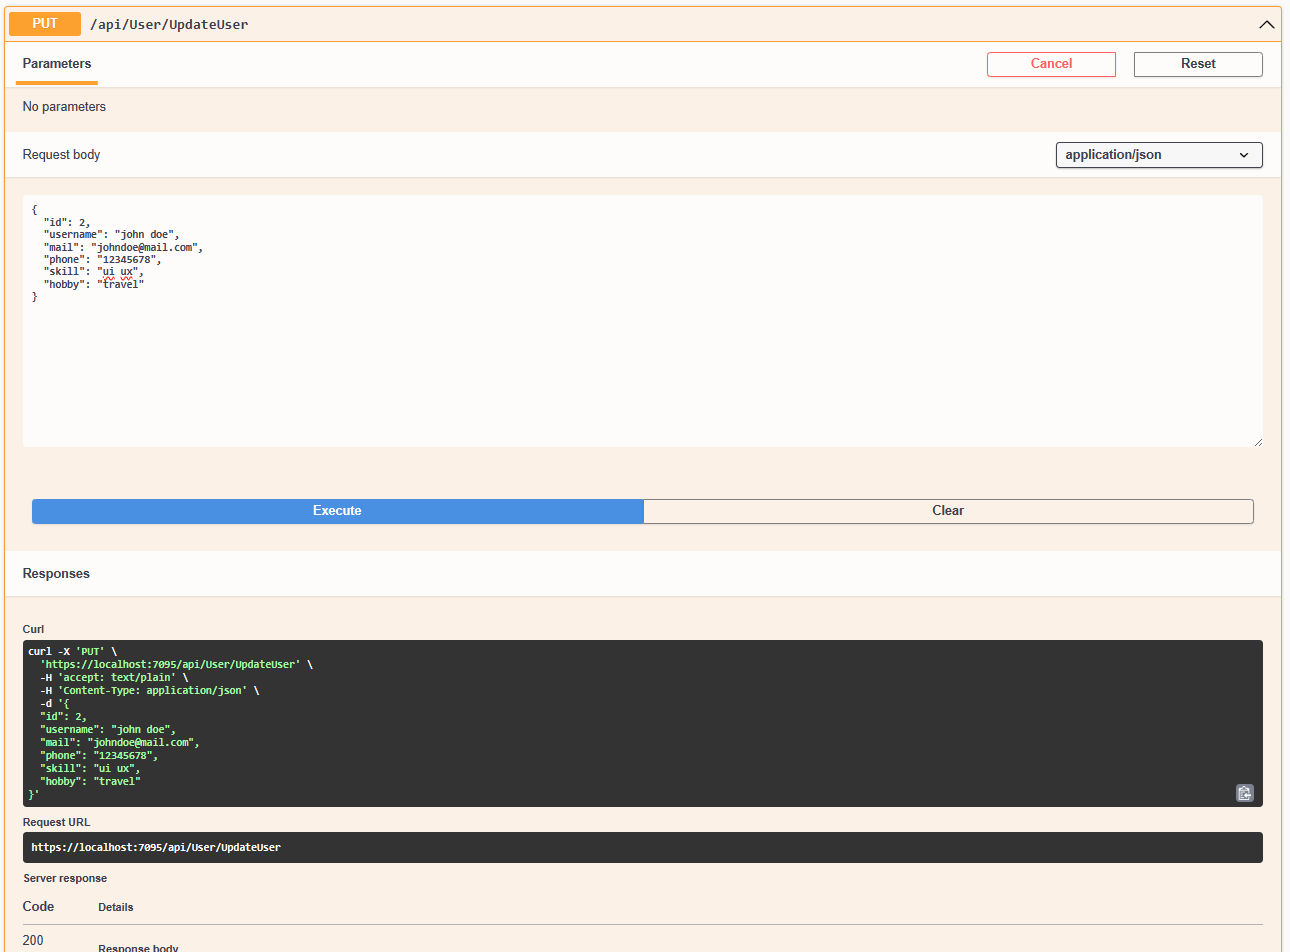 PUT /api/User/UpdateUser
Parameters
Cancel
Reset
No parameters
Request body
application/json
{
  "id": 2,
  "username": "john doe",
  "mail": "johndoe@mail.com",
  "phone": "12345678",
  "skill": "ui ux",
  "hobby": "travel"
}
Execute
Clear
Responses
Curl
curl -X 'PUT' \
  'https://localhost:7095/api/User/UpdateUser' \
  -H 'accept: text/plain' \
  -H 'Content-Type: application/json' \
  -d '{
  "id": 2,
  "username": "john doe",
  "mail": "johndoe@mail.com",
  "phone": "12345678",
  "skill": "ui ux",
  "hobby": "travel"
}'
Request URL
https://localhost:7095/api/User/UpdateUser
Server response
Code Details
200
Response body